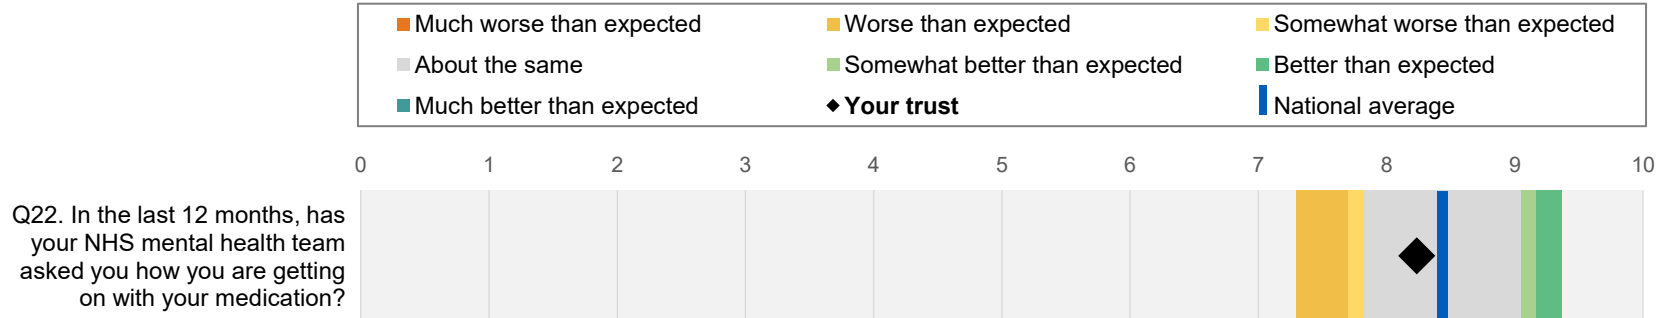 Much worse than expected Worse than expected Somewhat worse than expected
About the same Somewhat better than expected Better than expected
Much better than expected Your trust National average
0 1 2 3 4 5 6 7 8 9 10
Q22. In the last 12 months, has
your NHS mental health team
asked you how you are getting
on with your medication?